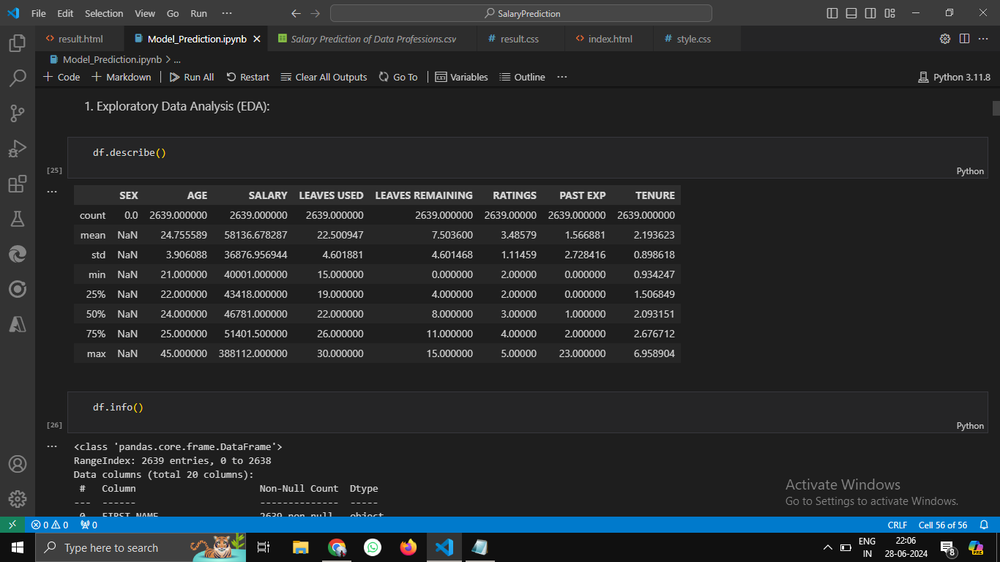 File Edit Selection View Go Run ··· SalaryPrediction
result.html Model_Prediction.ipynb Salary Prediction of Data Professions.csv result.css index.html style.css
Model_Prediction.ipynb > ...
Code Markdown Run All Restart Clear All Outputs Go To Variables Outline ··· Python 3.11.8
1. Exploratory Data Analysis (EDA):
df.describe()
[25] Python
SEX AGE SALARY LEAVES USED LEAVES REMAINING RATINGS PAST EXP TENURE
count 0.0 2639.000000 2639.000000 2639.000000 2639.000000 2639.00000 2639.000000 2639.000000
mean NaN 24.755589 58136.678287 22.500947 7.503600 3.48579 1.566881 2.193623
std NaN 3.906088 36876.956944 4.601881 4.601468 1.11459 2.728416 0.898618
min NaN 21.000000 40001.000000 15.000000 0.000000 2.00000 0.000000 0.934247
25% NaN 22.000000 43418.000000 19.000000 4.000000 2.00000 0.000000 1.506849
50% NaN 24.000000 46781.000000 22.000000 8.000000 3.00000 1.000000 2.093151
75% NaN 25.000000 51401.500000 26.000000 11.000000 4.00000 2.000000 2.676712
max NaN 45.000000 388112.000000 30.000000 15.000000 5.00000 23.000000 6.958904
df.info()
[26] Python
<class 'pandas.core.frame.DataFrame'>
RangeIndex: 2639 entries, 0 to 2638
Data columns (total 20 columns):
# Column Non-Null Count Dtype
--- ------ -------------- -----
0 FIRST NAME 2639 non-null object
Activate Windows
Go to Settings to activate Windows.
0 0 0 CRLF Cell 56 of 56
Type here to search ENG IN 22:06 28-06-2024 8 PRE